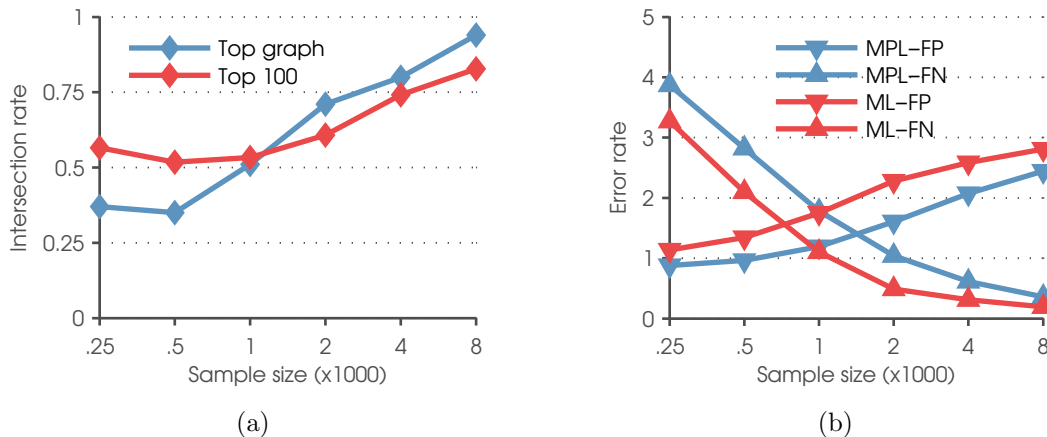 1
0.75
0.5
0.25
0
Intersection rate
Top graph
Top 100
.25 .5 1 2 4 8
Sample size (x1000)
(a)
5
4
3
2
1
0
Error rate
MPL–FP
MPL–FN
ML–FP
ML–FN
.25 .5 1 2 4 8
Sample size (x1000)
(b)